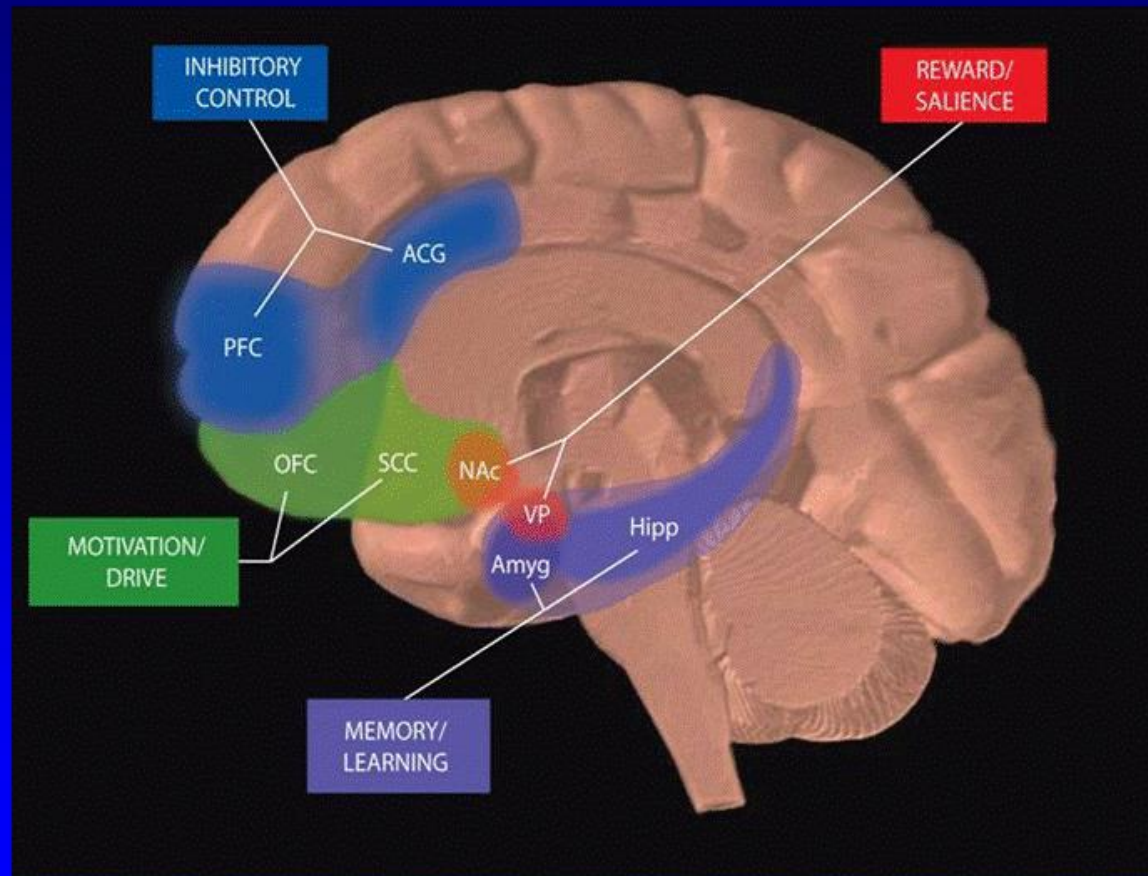 INHIBITORY
CONTROL
REWARD/
SALIENCE
ACG
PFC
OFC
SCC
NAc
VP
Hipp
Amyg
MOTIVATION/
DRIVE
MEMORY/
LEARNING